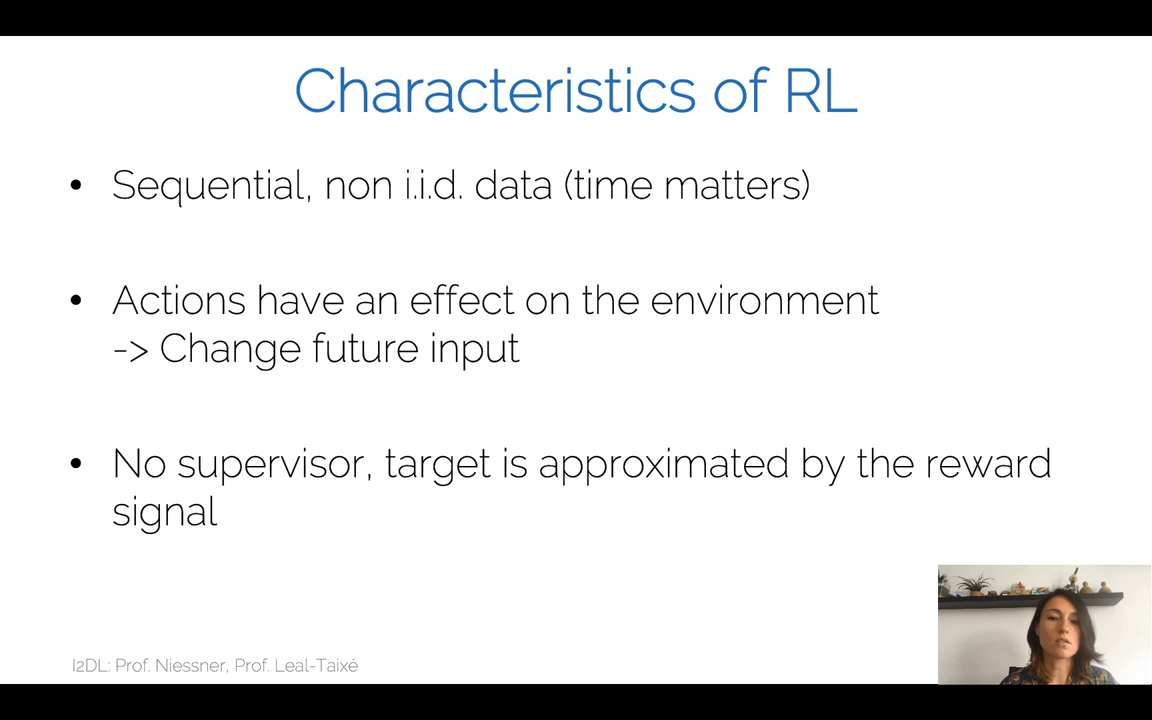 Characteristics of RL
• Sequential, non i.i.d. data (time matters)
• Actions have an effect on the environment
-> Change future input
• No supervisor, target is approximated by the reward
signal
I2DL: Prof. Niessner, Prof. Leal-Taixé